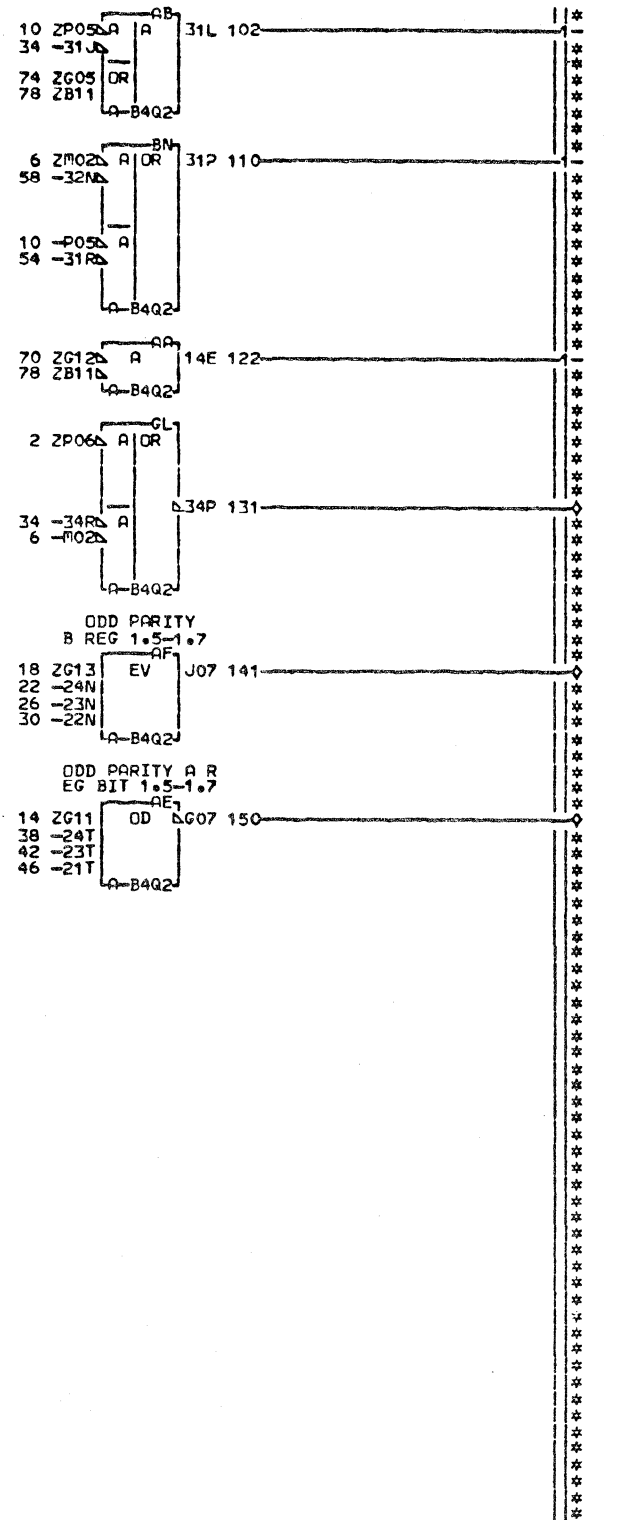 AB
10 ZP05 A A 31L 102
34 -31J
74 ZG05 OR
78 ZB11
A-B4Q2
BN
6 ZM02 A OR 31P 110
58 -32N
10 -P05 A
54 -31R
A-B4Q2
AA
70 ZG12 A 14E 122
78 ZB11
A-B4Q2
GL
2 ZP06 A OR
34P 131
34 -34R A
6 -M02
A-B4Q2
ODD PARITY
B REG 1.5-1.7
AF
18 ZG13 EV J07 141
22 -24N
26 -23N
30 -22N
A-B4Q2
ODD PARITY A R
EG BIT 1.5-1.7
AE
14 ZG11 OD G07 150
38 -24T
42 -23T
46 -21T
A-B4Q2